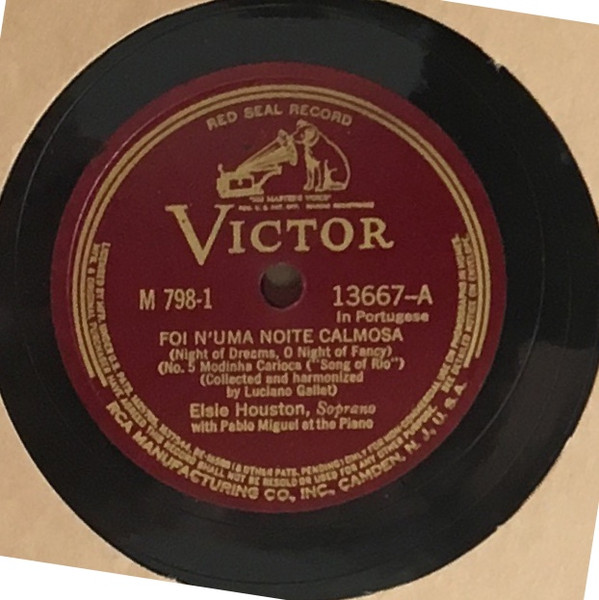 RED SEAL RECORD
"HIS MASTER'S VOICE"
VICTOR
M 798-1
13667-A
In Portugese
FOI N'UMA NOITE CALMOSA
(Night of Dreams, O Night of Fancy)
(No. 5 Modinha Carioca ("Song of Rio")
(Collected and harmonized
by Luciano Gallet)
Elsie Houston, Soprano
with Pablo Miguel at the Piano
RCA MANUFACTURING CO., INC., CAMDEN, N. J., U. S. A.